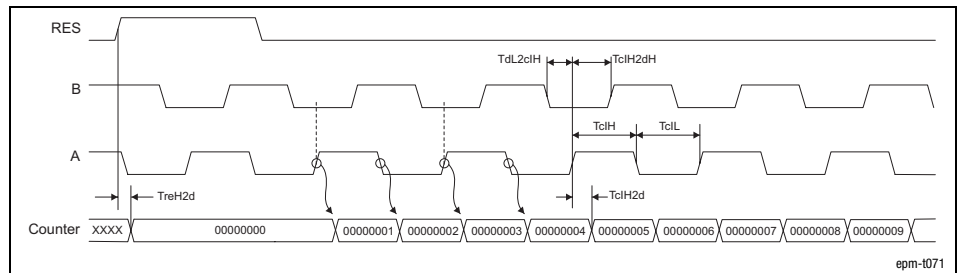 RES
TdL2clH TclH2dH
B
TclH TclL
A
TreH2d TclH2d
Counter XXXX 00000000 00000001 00000002 00000003 00000004 00000005 00000006 00000007 00000008 00000009
epm-t071